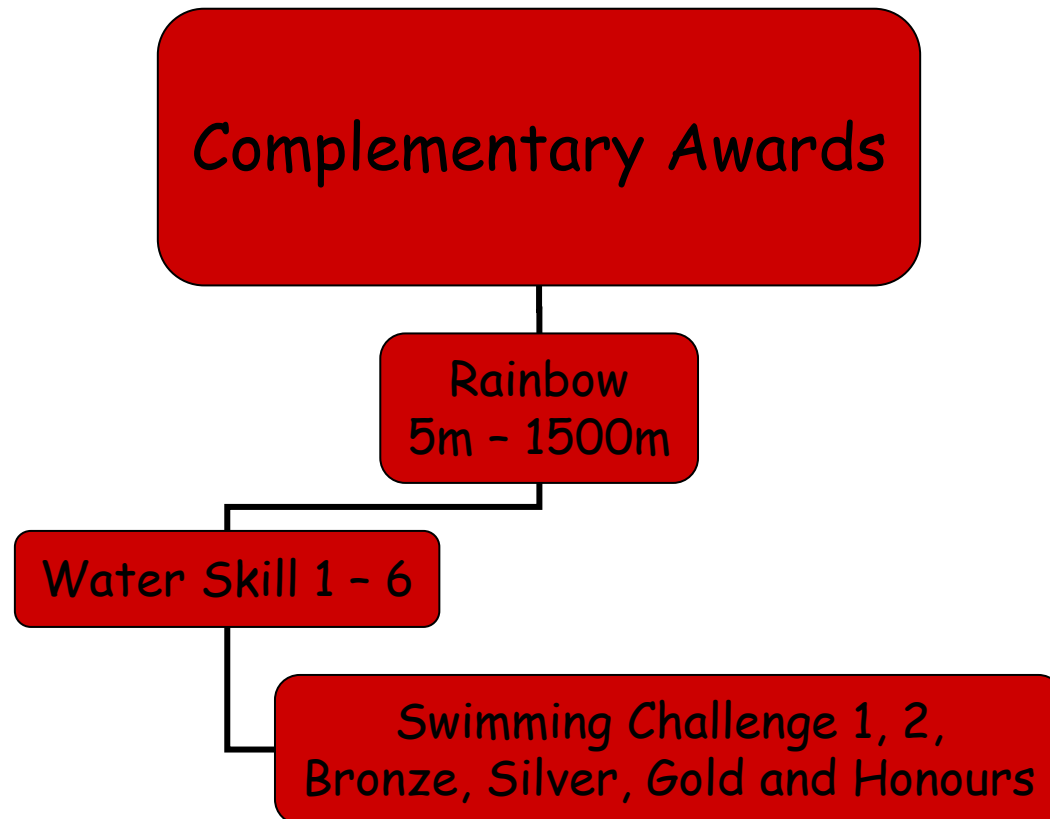 Complementary Awards
Rainbow
5m – 1500m
Water Skill 1 – 6
Swimming Challenge 1, 2,
Bronze, Silver, Gold and Honours